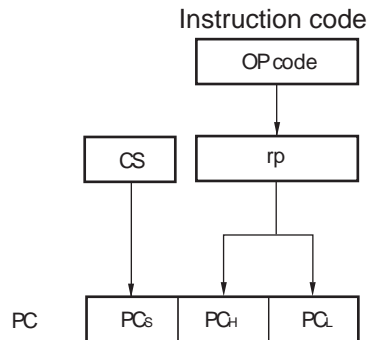 Instruction code
OP code
CS
rp
PC
PCS
PCH
PCL